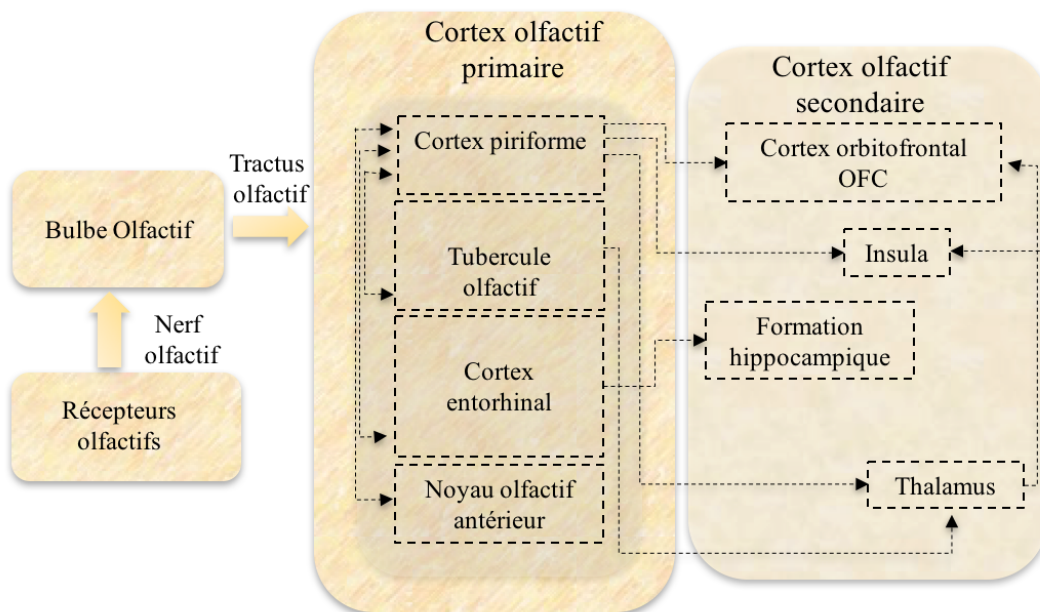 Cortex olfactif
primaire
Cortex olfactif
secondaire
Cortex piriforme
Cortex orbitofrontal
OFC
Tractus
olfactif
Bulbe Olfactif
Tubercule
olfactif
Insula
Nerf
olfactif
Formation
hippocampique
Cortex
entorhinal
Récepteurs
olfactifs
Noyau olfactif
antérieur
Thalamus